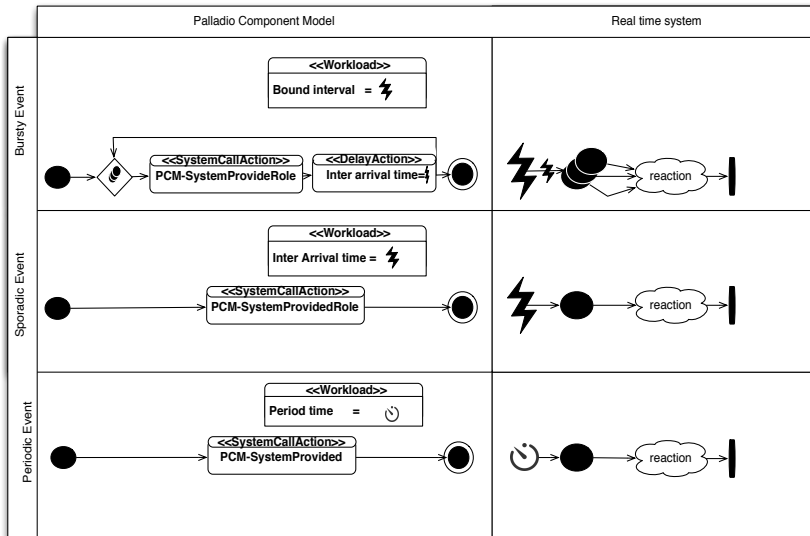 Palladio Component Model
Real time system
Bursty Event
<<Workload>>
Bound interval =
<<SystemCallAction>>
PCM-SystemProvideRole
<<DelayAction>>
Inter arrival time=
reaction
Sporadic Event
<<Workload>>
Inter Arrival time =
<<SystemCallAction>>
PCM-SystemProvidedRole
reaction
Periodic Event
<<Workload>>
Period time =
<<SystemCallAction>>
PCM-SystemProvided
reaction